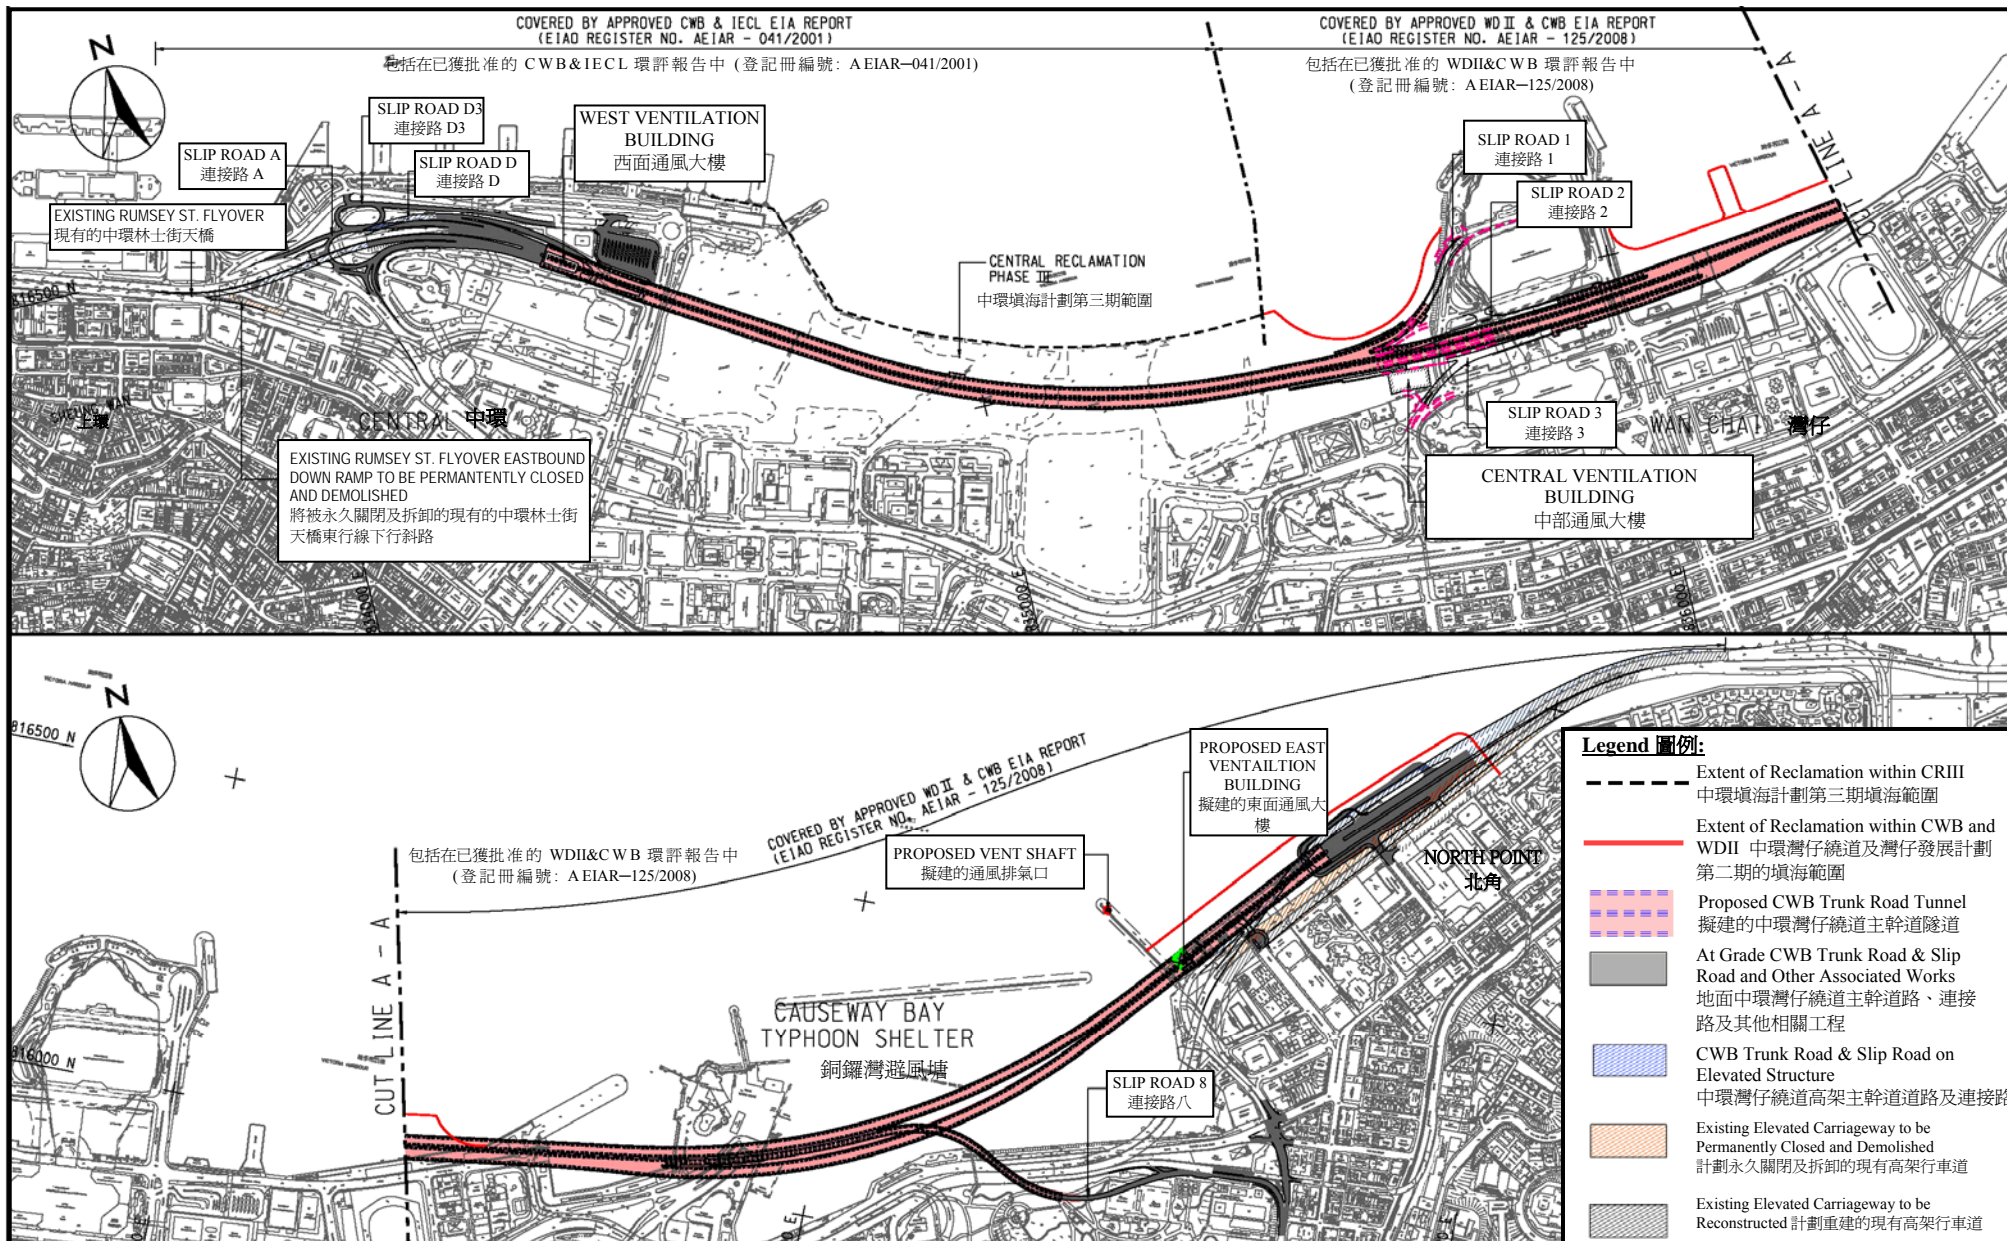 COVERED BY APPROVED CWB & IECL EIA REPORT
(EIAO REGISTER NO. AEIAR - 041/2001)
包括在已獲批准的 CWB&IECL 環評報告中 (登記冊編號: AEIAR—041/2001)
COVERED BY APPROVED WDⅡ & CWB EIA REPORT
(EIAO REGISTER NO. AEIAR - 125/2008)
包括在已獲批准的 WDII&CWB 環評報告中
(登記冊編號: AEIAR—125/2008)
N
SLIP ROAD A
連接路 A
SLIP ROAD D3
連接路 D3
SLIP ROAD D
連接路 D
WEST VENTILATION
BUILDING
西面通風大樓
EXISTING RUMSEY ST. FLYOVER
現有的中環林士街天橋
816500 N
CENTRAL RECLAMATION
PHASE III
中環填海計劃第三期範圍
SLIP ROAD 1
連接路 1
SLIP ROAD 2
連接路 2
VICTORIA HARBOUR
CUT LINE A - A
SHEUNG WAN
上環
CENTRAL 中環
EXISTING RUMSEY ST. FLYOVER EASTBOUND
DOWN RAMP TO BE PERMANTENTLY CLOSED
AND DEMOLISHED
將被永久關閉及拆卸的現有的中環林士街
天橋東行線下行斜路
SLIP ROAD 3
連接路 3
WAN CHAI 灣仔
CENTRAL VENTILATION
BUILDING
中部通風大樓
N
VICTORIA HARBOUR
816500 N
COVERED BY APPROVED WDⅡ & CWB EIA REPORT
(EIAO REGISTER NO. AEIAR - 125/2008)
包括在已獲批准的 WDII&CWB 環評報告中
(登記冊編號: AEIAR—125/2008)
PROPOSED EAST
VENTAILTION
BUILDING
擬建的東面通風大
樓
PROPOSED VENT SHAFT
擬建的通風排氣口
NORTH POINT
北角
CUT LINE A - A
816000 N
CAUSEWAY BAY
TYPHOON SHELTER
銅鑼灣避風塘
SLIP ROAD 8
連接路八
Legend 圖例:
Extent of Reclamation within CRIII
中環填海計劃第三期填海範圍
Extent of Reclamation within CWB and
WDII 中環灣仔繞道及灣仔發展計劃
第二期的填海範圍
Proposed CWB Trunk Road Tunnel
擬建的中環灣仔繞道主幹道隧道
At Grade CWB Trunk Road & Slip
Road and Other Associated Works
地面中環灣仔繞道主幹道路、連接
路及其他相關工程
CWB Trunk Road & Slip Road on
Elevated Structure
中環灣仔繞道高架主幹道道路及連接路
Existing Elevated Carriageway to be
Permanently Closed and Demolished
計劃永久關閉及拆卸的現有高架行車道
Existing Elevated Carriageway to be
Reconstructed 計劃重建的現有高架行車道